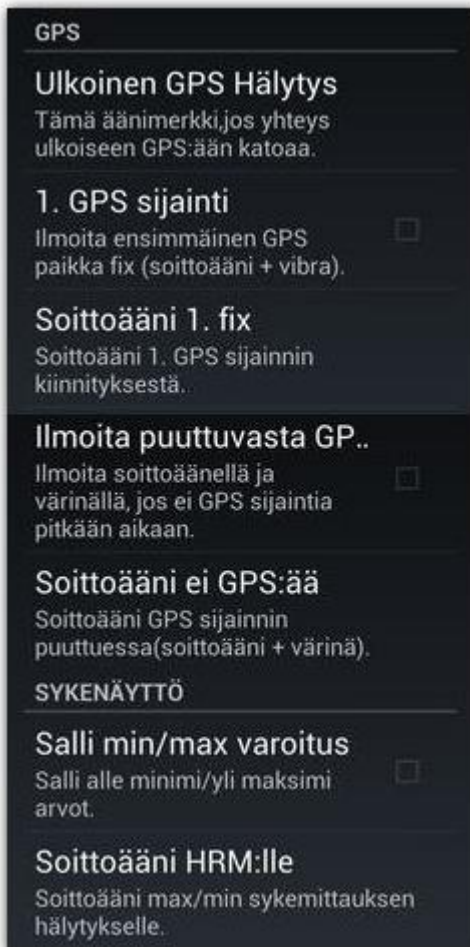 GPS
Ulkoinen GPS Hälytys
Tämä äänimerkki,jos yhteys
ulkoiseen GPS:ään katoaa.
1. GPS sijainti
Ilmoita ensimmäinen GPS
paikka fix (soittoääni + vibra).
Soittoääni 1. fix
Soittoääni 1. GPS sijainnin
kiinnityksestä.
Ilmoita puuttuvasta GP..
Ilmoita soittoäänellä ja
värinällä, jos ei GPS sijaintia
pitkään aikaan.
Soittoääni ei GPS:ää
Soittoääni GPS sijainnin
puuttuessa(soittoääni + värinä).
SYKENÄYTTÖ
Salli min/max varoitus
Salli alle minimi/yli maksimi
arvot.
Soittoääni HRM:lle
Soittoääni max/min sykemittauksen
hälytykselle.